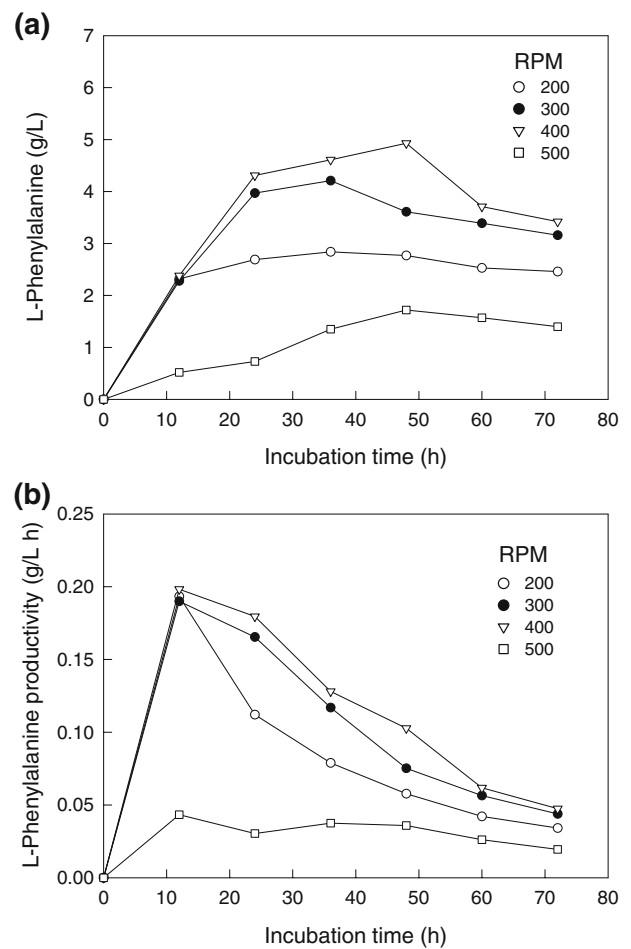 (a)
7
6
5
4
3
2
1
0
L-Phenylalanine (g/L)
RPM
200
300
400
500
0 10 20 30 40 50 60 70 80
Incubation time (h)
(b)
0.25
0.20
0.15
0.10
0.05
0.00
L-Phenylalanine productivity (g/L h)
RPM
200
300
400
500
0 10 20 30 40 50 60 70 80
Incubation time (h)